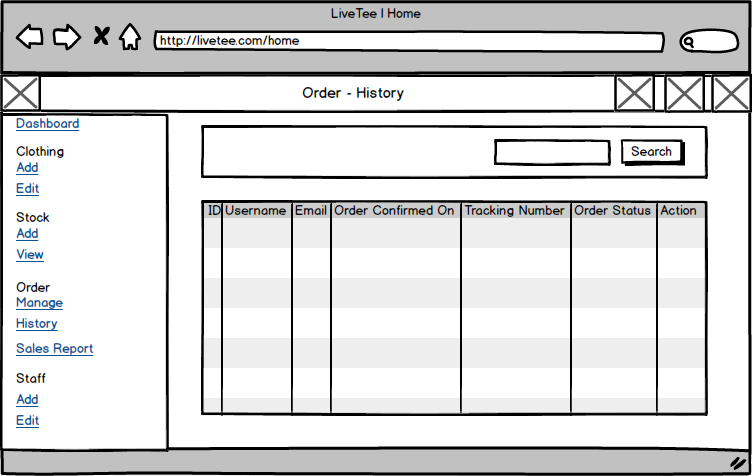 LiveTee | Home
http://livetee.com/home
Order - History
Dashboard
Clothing
Add
Edit
Stock
Add
View
Order
Manage
History
Sales Report
Staff
Add
Edit
Search
ID Username Email Order Confirmed On Tracking Number Order Status Action